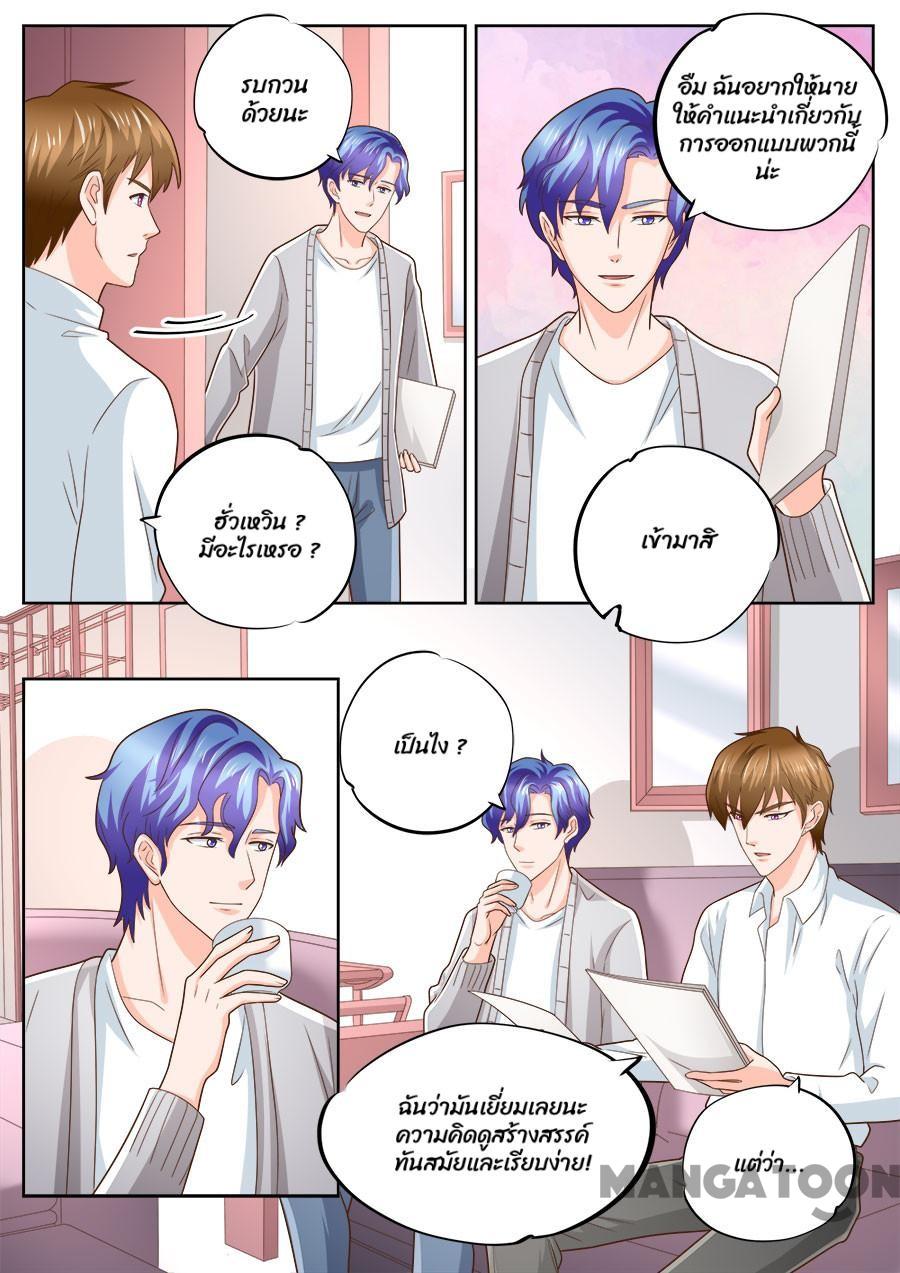 รบกวน
ด้วยนะ
ฮั่วเหวิน ?
มีอะไรเหรอ ?
อืม ฉันอยากให้นาย
ให้คำแนะนำเกี่ยวกับ
การออกแบบพวกนี้
น่ะ
เข้ามาสิ
เป็นไง ?
ฉันว่ามันเยี่ยมเลยนะ
ความคิดดูสร้างสรรค์
ทันสมัยและเรียบง่าย!
แต่ว่า...
MANGATOON